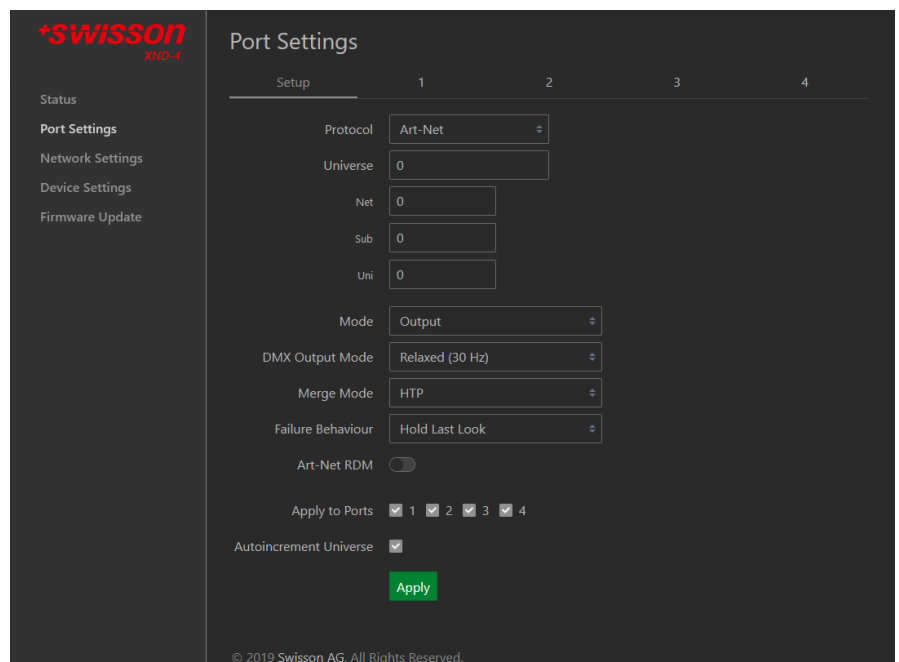 +swisson
XND-4
Status
Port Settings
Network Settings
Device Settings
Firmware Update
Port Settings
Setup 1 2 3 4
Protocol Art-Net
Universe 0
Net 0
Sub 0
Uni 0
Mode Output
DMX Output Mode Relaxed (30 Hz)
Merge Mode HTP
Failure Behaviour Hold Last Look
Art-Net RDM
Apply to Ports 1 2 3 4
Autoincrement Universe
Apply
© 2019 Swisson AG. All Rights Reserved.